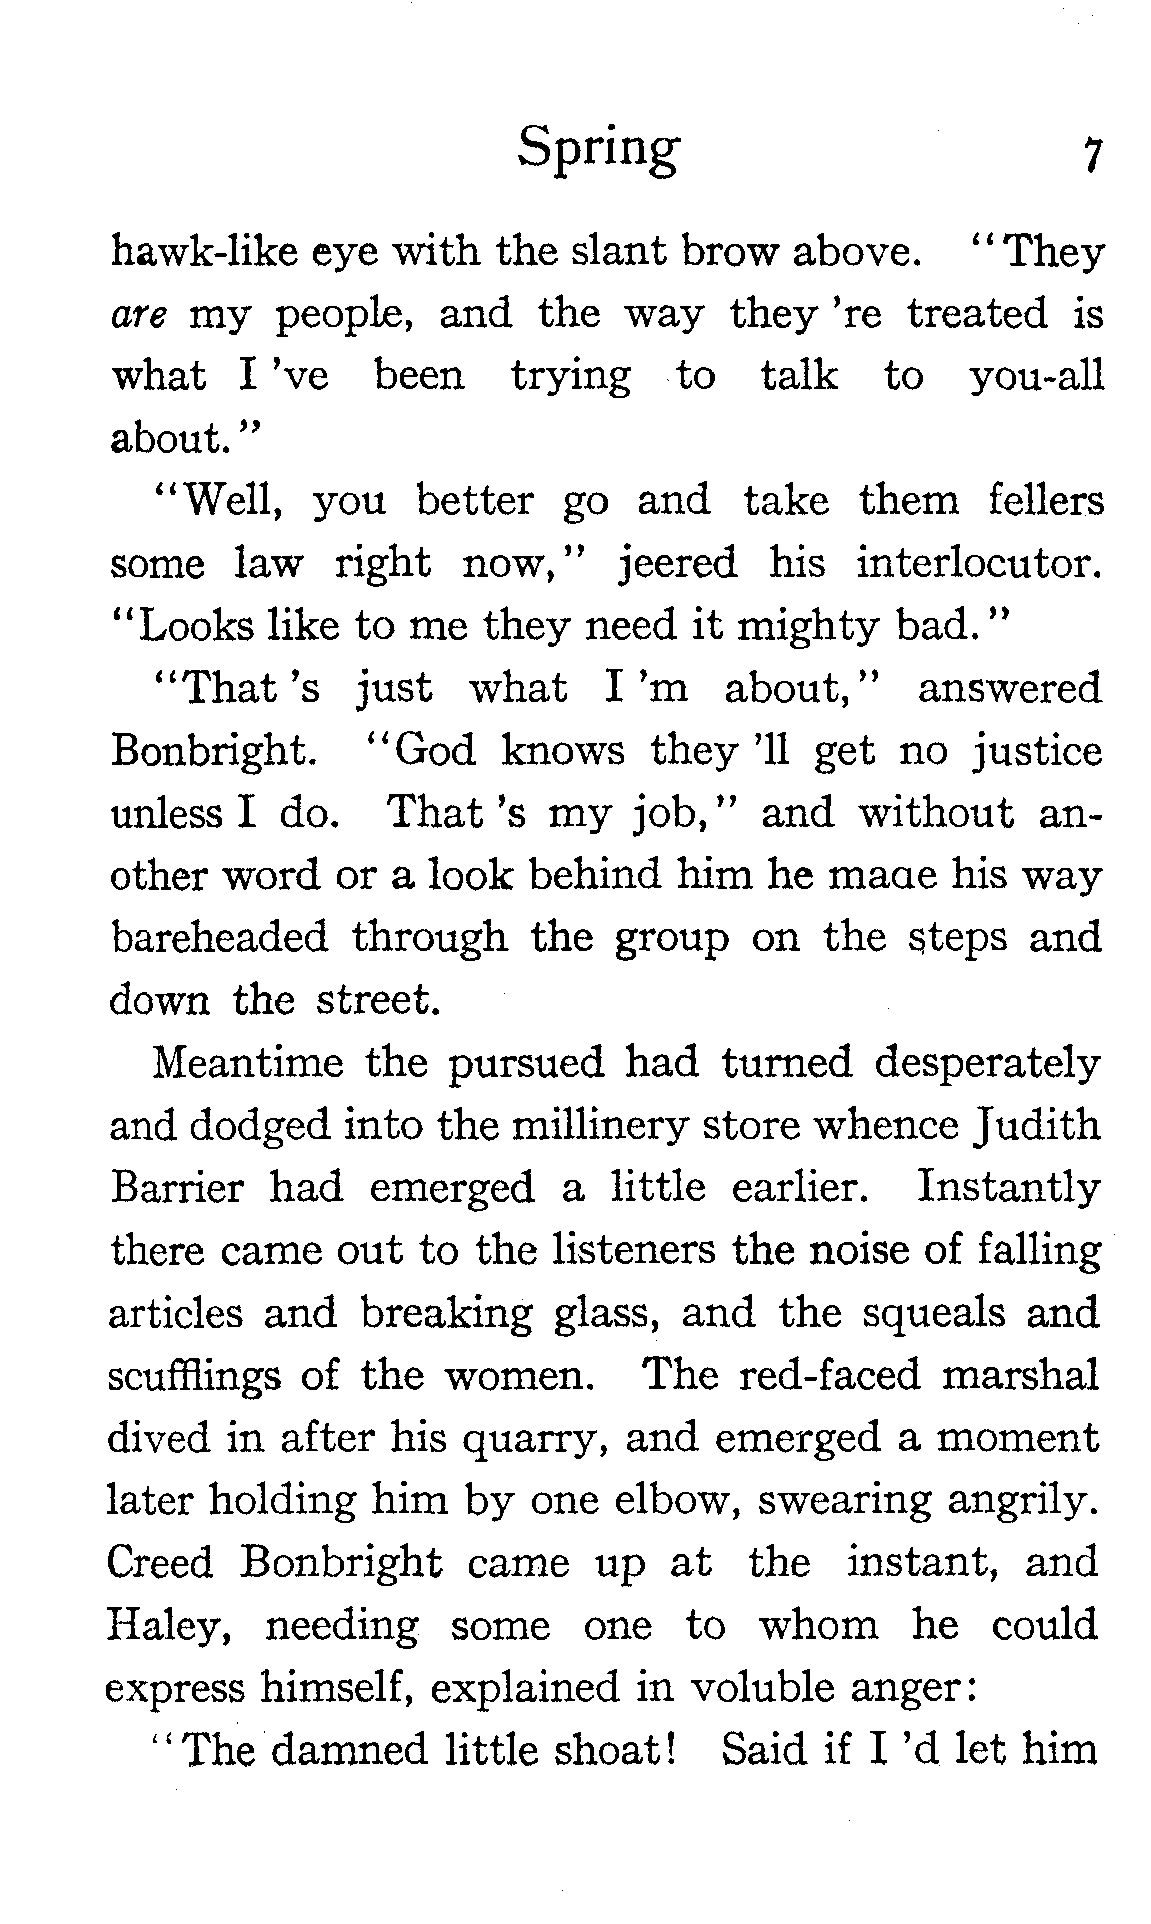 Spring 7
hawk-like eye with the slant brow above. "They
are my people, and the way they 're treated is
what I 've been trying to talk to you-all
about."
"Well, you better go and take them fellers
some law right now," jeered his interlocutor.
"Looks like to me they need it mighty bad."
"That 's just what I 'm about," answered
Bonbright. "God knows they 'll get no justice
unless I do. That 's my job," and without an-
other word or a look behind him he made his way
bareheaded through the group on the steps and
down the street.
Meantime the pursued had turned desperately
and dodged into the millinery store whence Judith
Barrier had emerged a little earlier. Instantly
there came out to the listeners the noise of falling
articles and breaking glass, and the squeals and
scufflings of the women. The red-faced marshal
dived in after his quarry, and emerged a moment
later holding him by one elbow, swearing angrily.
Creed Bonbright came up at the instant, and
Haley, needing some one to whom he could
express himself, explained in voluble anger:
"The damned little shoat! Said if I 'd let him